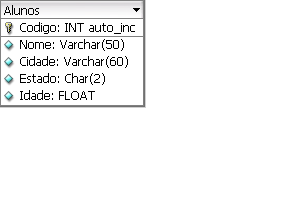 Alunos
Codigo: INT auto_inc
Nome: Varchar(50)
Cidade: Varchar(60)
Estado: Char(2)
Idade: FLOAT